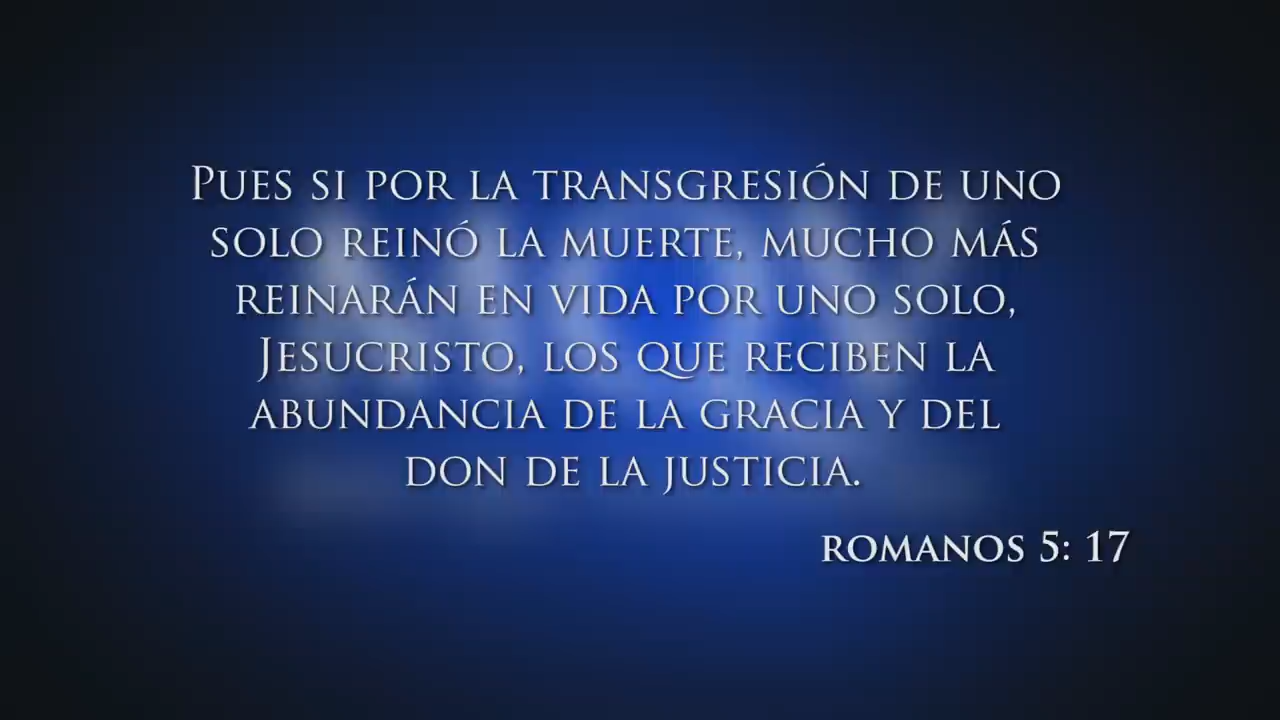 Pues si por la transgresión de uno
solo reinó la muerte, mucho más
reinarán en vida por uno solo,
Jesucristo, los que reciben la
abundancia de la gracia y del
don de la justicia.
romanos 5: 17